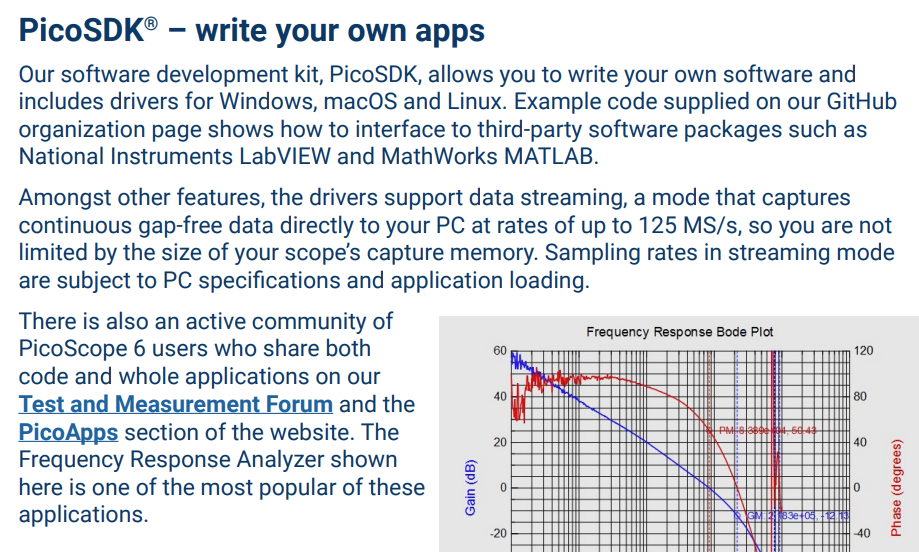 PicoSDK® – write your own apps
Our software development kit, PicoSDK, allows you to write your own software and
includes drivers for Windows, macOS and Linux. Example code supplied on our GitHub
organization page shows how to interface to third-party software packages such as
National Instruments LabVIEW and MathWorks MATLAB.
Amongst other features, the drivers support data streaming, a mode that captures
continuous gap-free data directly to your PC at rates of up to 125 MS/s, so you are not
limited by the size of your scope's capture memory. Sampling rates in streaming mode
are subject to PC specifications and application loading.
There is also an active community of
PicoScope 6 users who share both
code and whole applications on our
Test and Measurement Forum and the
PicoApps section of the website. The
Frequency Response Analyzer shown
here is one of the most popular of these
applications.
Frequency Response Bode Plot
60
40
20
0
-20
Gain (dB)
120
80
40
0
-40
Phase (degrees)
PM: 50.43
GM: -12.13